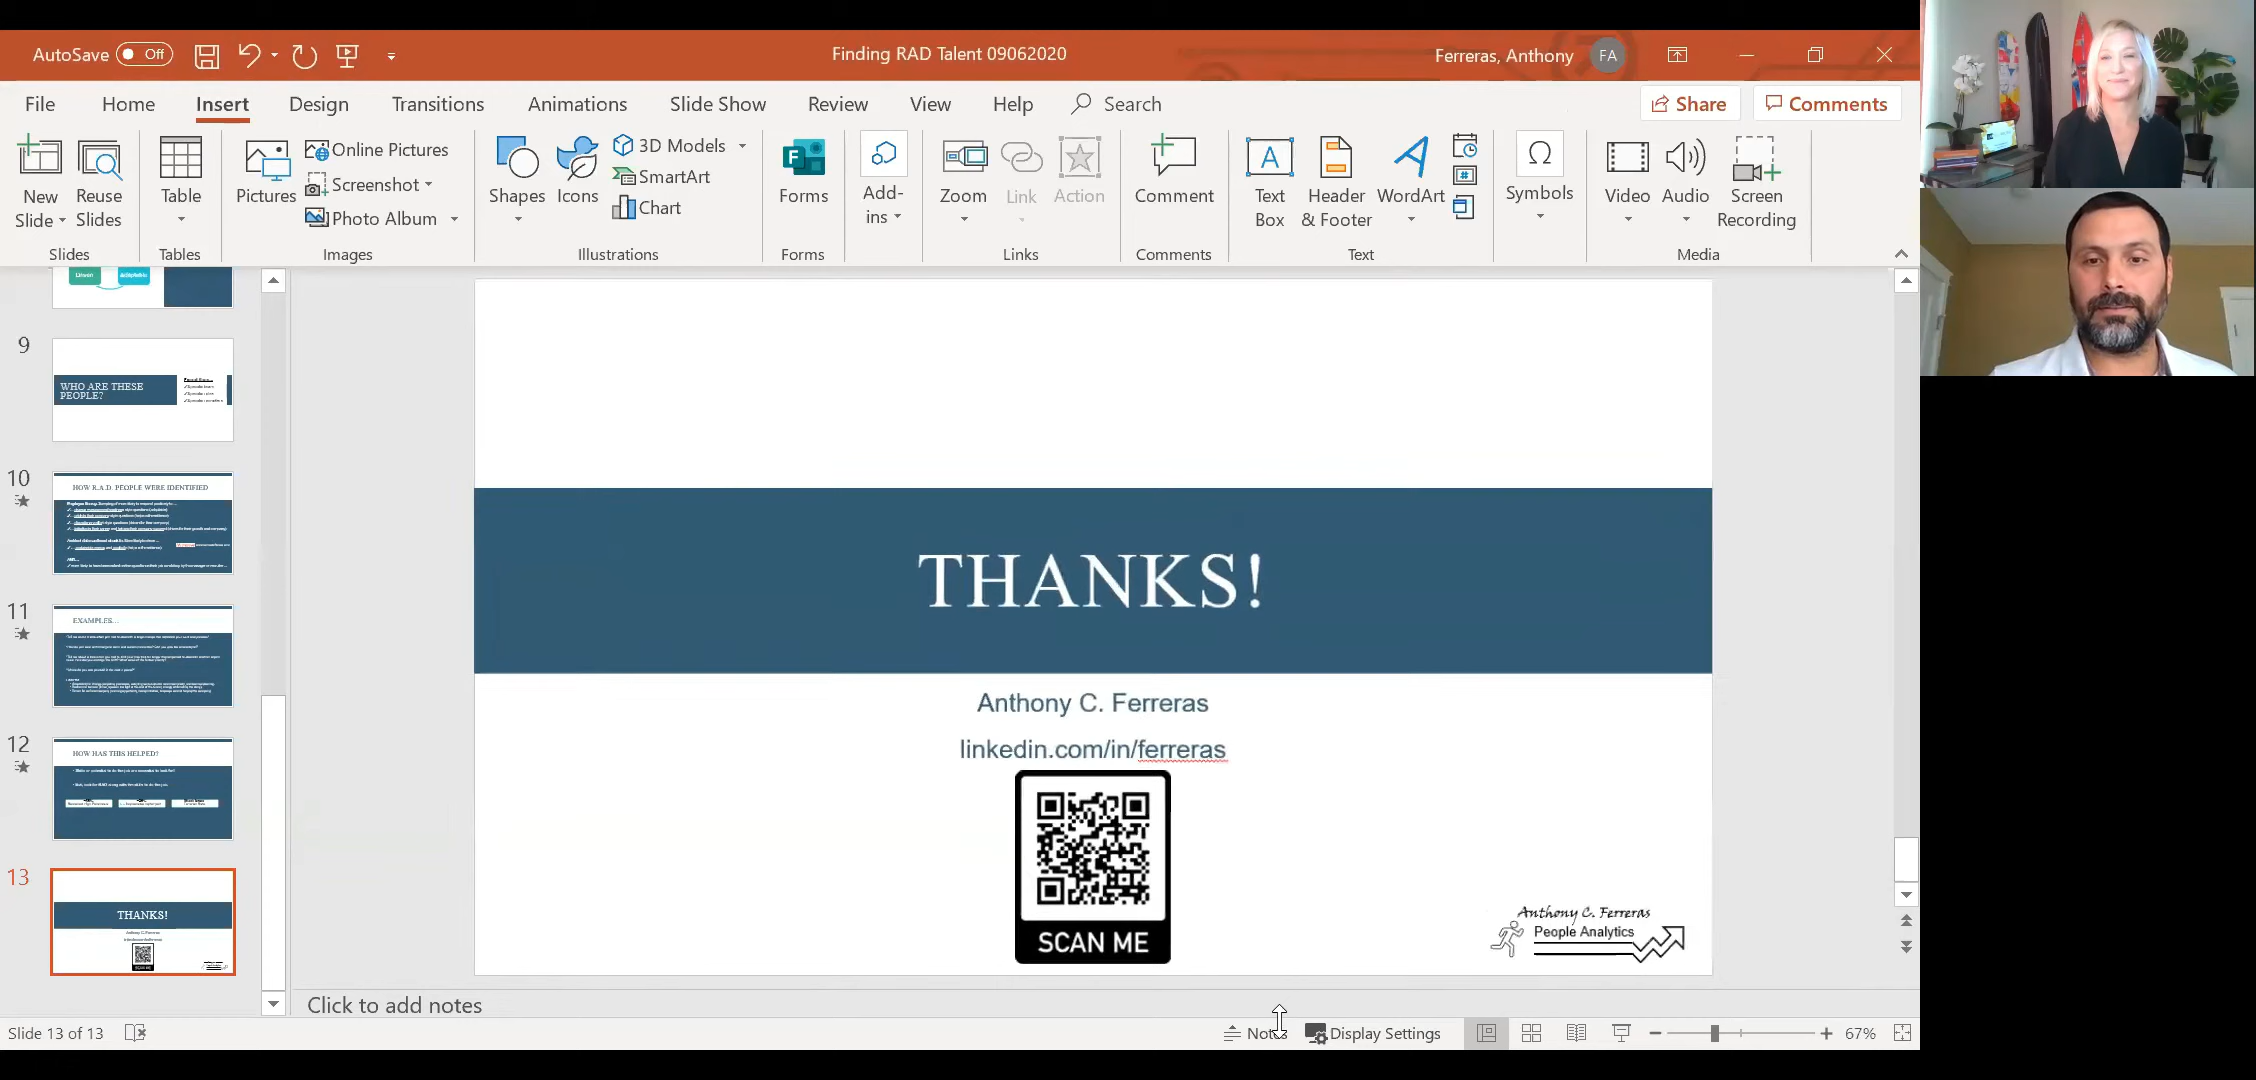 AutoSave Off
Finding RAD Talent 09062020
Ferreras, Anthony FA
File Home Insert Design Transitions Animations Slide Show Review View Help Search
Share Comments
New Slide
Reuse Slides
Slides
Table
Tables
Pictures
Online Pictures
Screenshot
Photo Album
Images
Shapes
Icons
3D Models
SmartArt
Chart
Illustrations
Forms
Forms
Add-ins
Zoom
Link
Action
Links
Comment
Comments
Text Box
Header & Footer
WordArt
Text
Symbols
Video
Audio
Screen Recording
Media
9
WHO ARE THESE
PEOPLE?
10
HOW R.A.D. PEOPLE WERE IDENTIFIED
11
EXAMPLES...
12
HOW HAS THIS HELPED?
13
THANKS!
Anthony C. Ferreras
SCAN ME
THANKS!
Anthony C. Ferreras
linkedin.com/in/ferreras
SCAN ME
Anthony C. Ferreras
People Analytics
Click to add notes
Slide 13 of 13
Notes Display Settings
67%